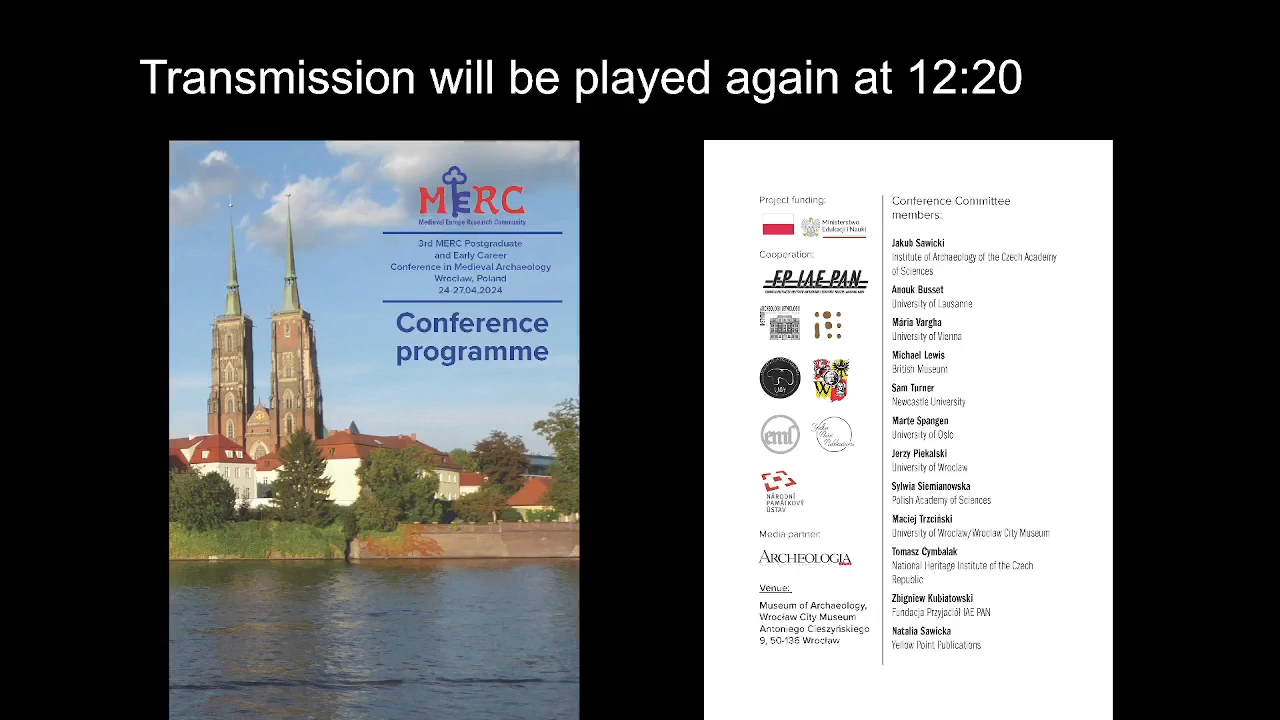 Transmission will be played again at 12:20
MERC
Medieval Europe Research Community
3rd MERC Postgraduate
and Early Career
Conference in Medieval Archaeology
Wrocław, Poland
24-27.04.2024
Conference
programme
Project funding:
Ministerstwo
Edukacji i Nauki
Cooperation:
FP IAE PAN
W
emf
NÁRODNÍ
PAMÁTKOVÝ
ÚSTAV
Media partner:
ARCHEOLOGIA
Venue:
Museum of Archaeology,
Wrocław City Museum
Antoniego Cieszyńskiego
9, 50-136 Wrocław
Conference Committee
members:
Jakub Sawicki
Institute of Archaeology of the Czech Academy
of Sciences
Anouk Busset
University of Lausanne
Mária Vargha
University of Vienna
Michael Lewis
British Museum
Sam Turner
Newcastle University
Marte Spangen
University of Oslo
Jerzy Piekalski
University of Wroclaw
Sylwia Siemianowska
Polish Academy of Sciences
Maciej Trzciński
University of Wroclaw/Wroclaw City Museum
Tomasz Cymbalak
National Heritage Institute of the Czech
Republic
Zbigniew Kubiatowski
Fundacja Przyjaciół IAE PAN
Natalia Sawicka
Yellow Point Publications